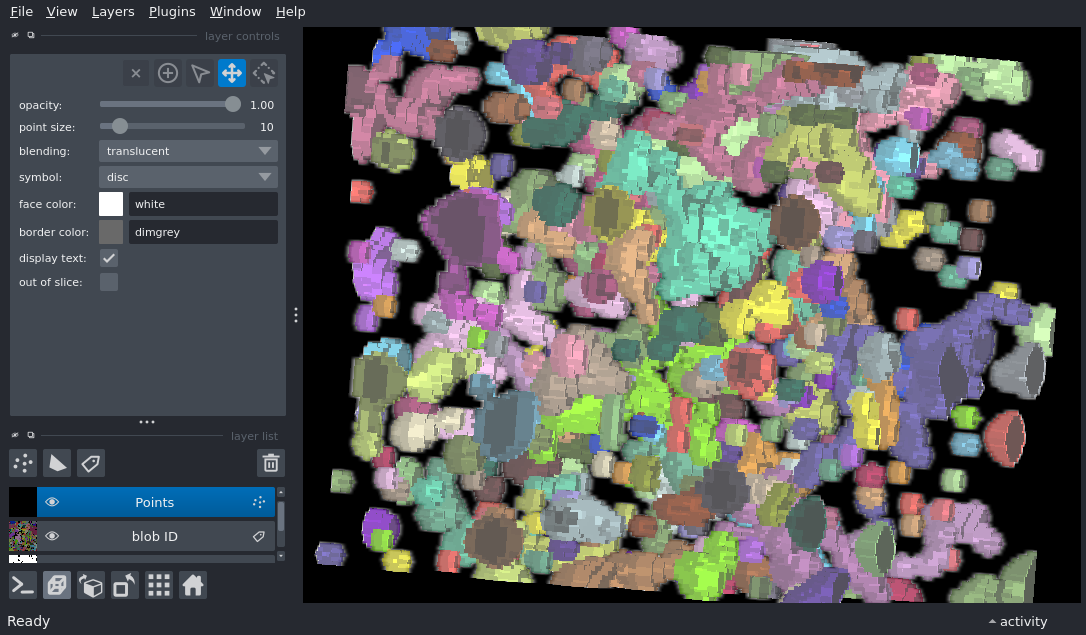 File View Layers Plugins Window Help
layer controls
opacity: 1.00
point size: 10
blending: translucent
symbol: disc
face color: white
border color: dimgrey
display text:
out of slice:
layer list
Points
blob ID
Ready
activity